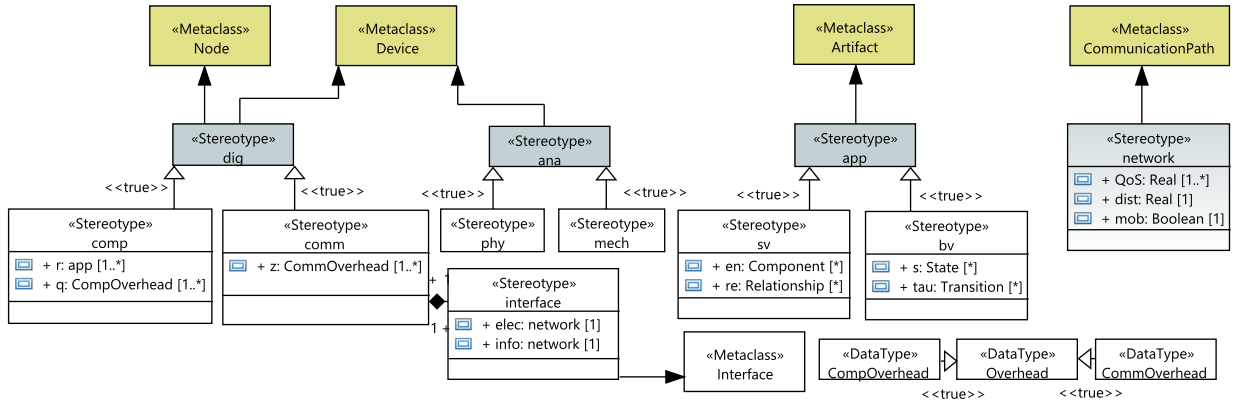 «Metaclass»
Node
«Metaclass»
Device
«Metaclass»
Artifact
«Metaclass»
CommunicationPath
«Stereotype»
dig
«Stereotype»
ana
«Stereotype»
app
«Stereotype»
network
+ QoS: Real [1..*]
+ dist: Real [1]
+ mob: Boolean [1]
<<true>>
<<true>>
<<true>>
<<true>>
<<true>>
<<true>>
«Stereotype»
comp
+ r: app [1..*]
+ q: CompOverhead [1..*]
«Stereotype»
comm
+ z: CommOverhead [1..*]
«Stereotype»
phy
«Stereotype»
mech
«Stereotype»
sv
+ en: Component [*]
+ re: Relationship [*]
«Stereotype»
bv
+ s: State [*]
+ tau: Transition [*]
+ 1
1 +
«Stereotype»
interface
+ elec: network [1]
+ info: network [1]
«Metaclass»
Interface
«DataType»
CompOverhead
«DataType»
Overhead
«DataType»
CommOverhead
<<true>>
<<true>>